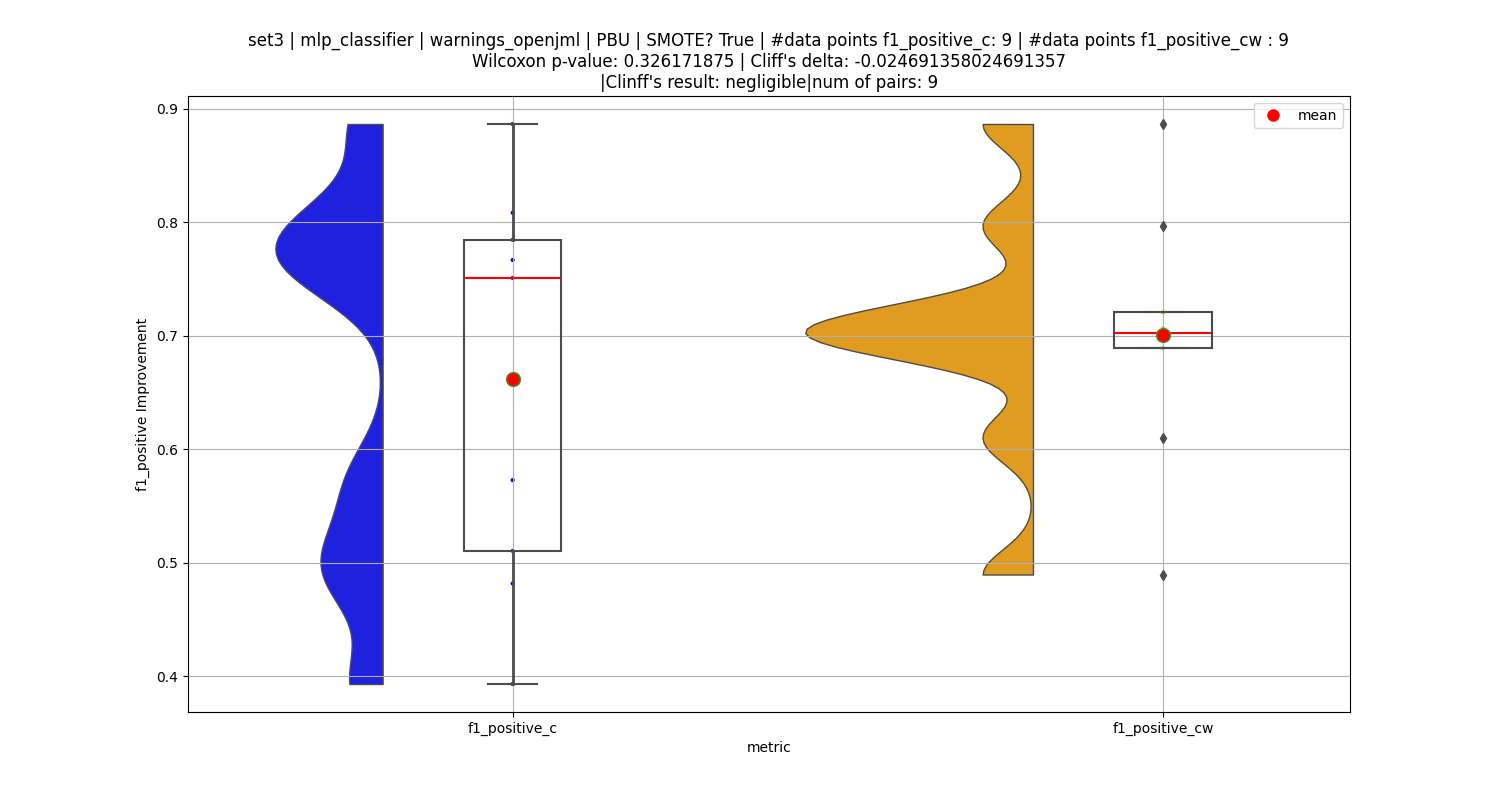 set3 | mlp_classifier | warnings_openjml | PBU | SMOTE? True | #data points f1_positive_c: 9 | #data points f1_positive_cw : 9
Wilcoxon p-value: 0.326171875 | Cliff's delta: -0.024691358024691357
|Clinff's result: negligible|num of pairs: 9
mean
0.9
0.8
0.7
0.6
0.5
0.4
f1_positive Improvement
f1_positive_c
f1_positive_cw
metric